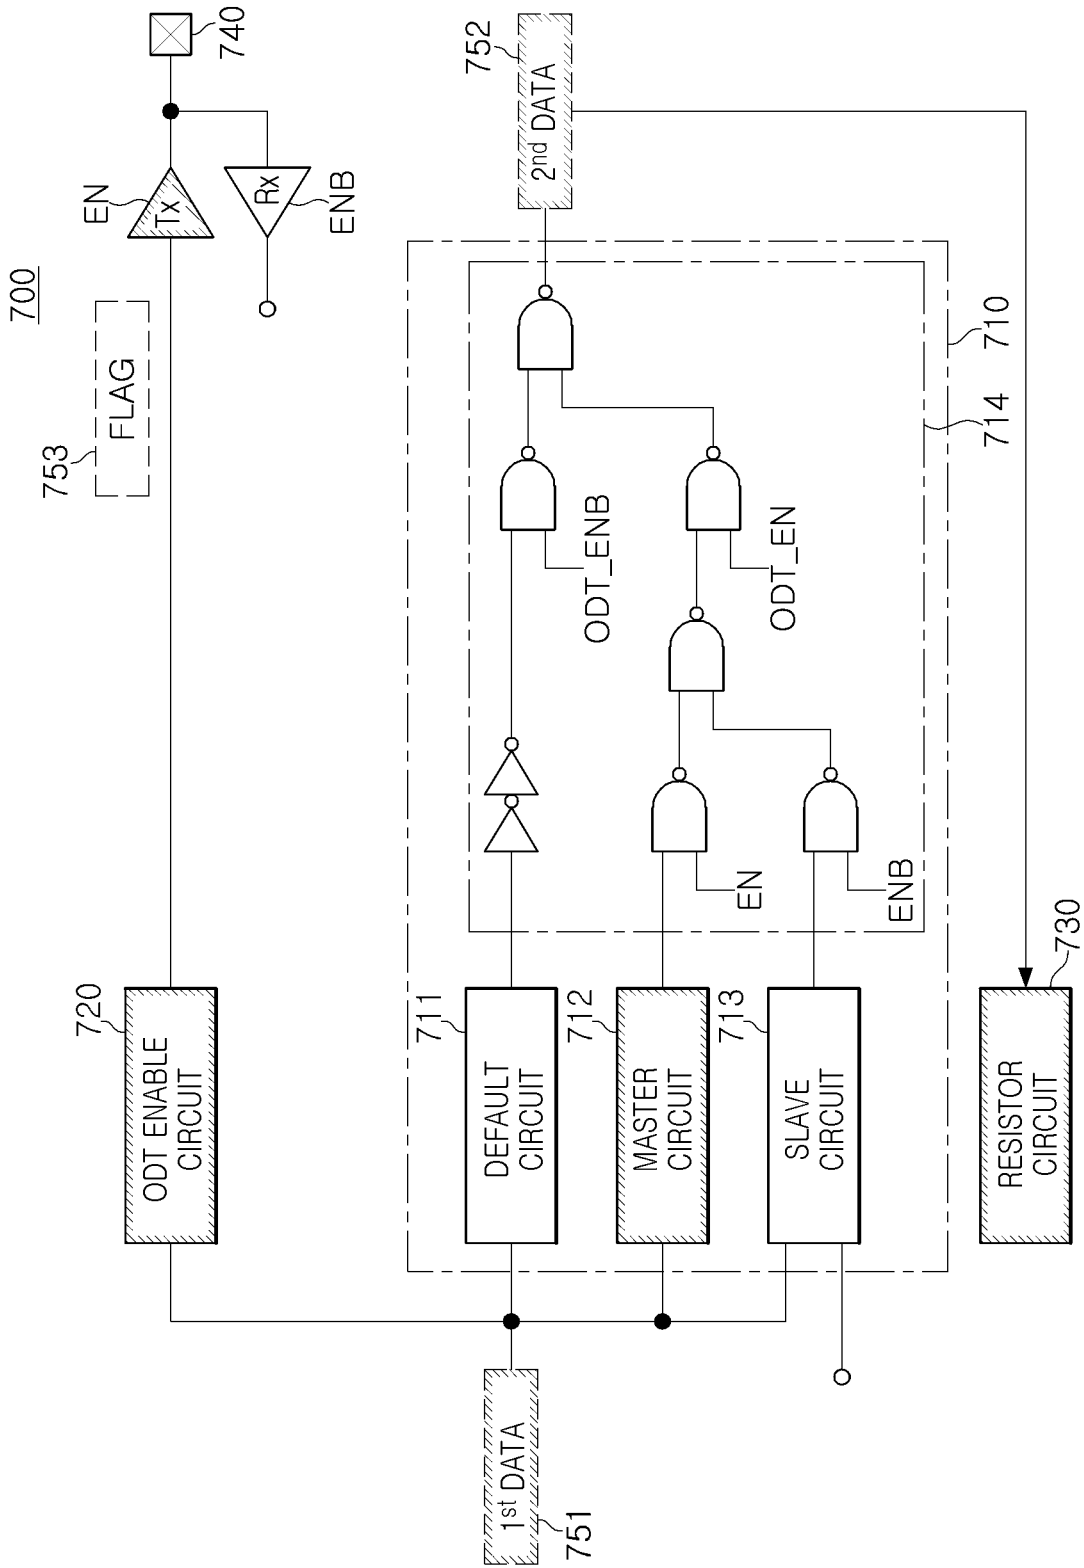 700
740
EN
Tx
Rx
ENB
753
FLAG
720
ODT ENABLE
CIRCUIT
752
2nd DATA
710
714
ODT_ENB
ODT_EN
EN
ENB
711
DEFAULT
CIRCUIT
712
MASTER
CIRCUIT
713
SLAVE
CIRCUIT
730
RESISTOR
CIRCUIT
1st DATA
751